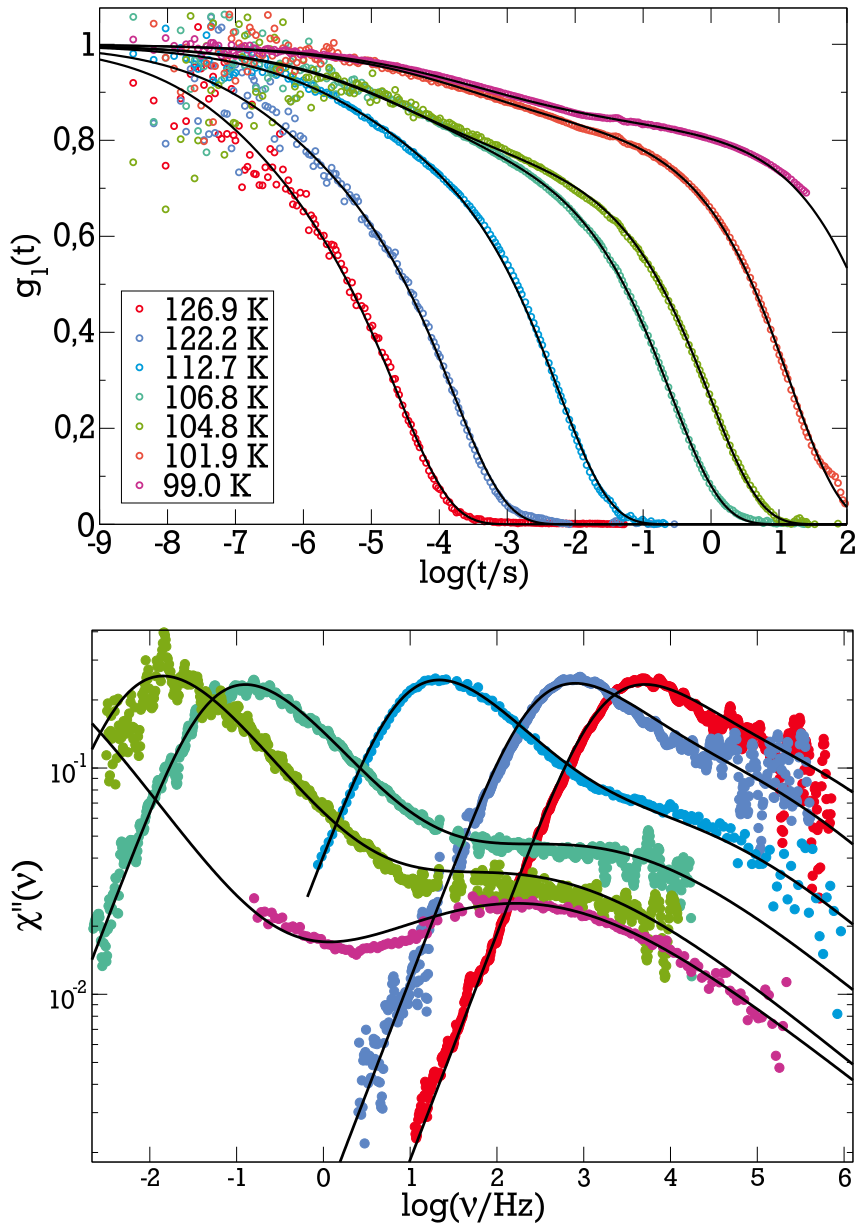 1
0,8
0,6
0,4
0,2
0
g₁(t)
126.9 K
122.2 K
112.7 K
106.8 K
104.8 K
101.9 K
99.0 K
-9 -8 -7 -6 -5 -4 -3 -2 -1 0 1 2
log(t/s)
10⁻¹
10⁻²
χ''(ν)
-2 -1 0 1 2 3 4 5 6
log(ν/Hz)